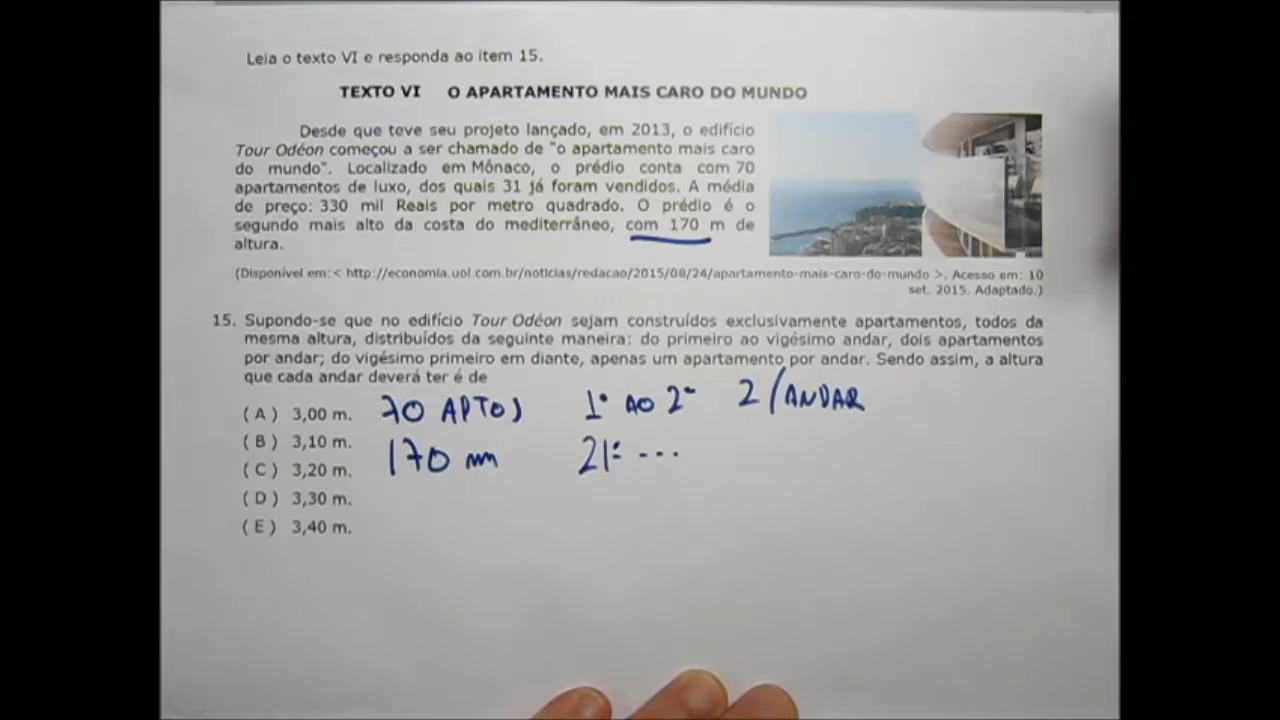 Leia o texto VI e responda ao item 15.
TEXTO VI O APARTAMENTO MAIS CARO DO MUNDO
Desde que teve seu projeto lançado, em 2013, o edifício
Tour Odéon começou a ser chamado de "o apartamento mais caro
do mundo". Localizado em Mônaco, o prédio conta com 70
apartamentos de luxo, dos quais 31 já foram vendidos. A média
de preço: 330 mil Reais por metro quadrado. O prédio é o
segundo mais alto da costa do mediterrâneo, com 170 m de
altura.
(Disponível em:< http://economia.uol.com.br/noticias/redacao/2015/08/24/apartamento-mais-caro-do-mundo >. Acesso em: 10
set. 2015. Adaptado.)
15. Supondo-se que no edifício Tour Odéon sejam construídos exclusivamente apartamentos, todos da
mesma altura, distribuídos da seguinte maneira: do primeiro ao vigésimo andar, dois apartamentos
por andar; do vigésimo primeiro em diante, apenas um apartamento por andar. Sendo assim, a altura
que cada andar deverá ter é de
(A) 3,00 m. 70 APTOS 1º AO 2º 2/ANDAR
(B) 3,10 m.
(C) 3,20 m. 170 m 21º ...
(D) 3,30 m.
(E) 3,40 m.